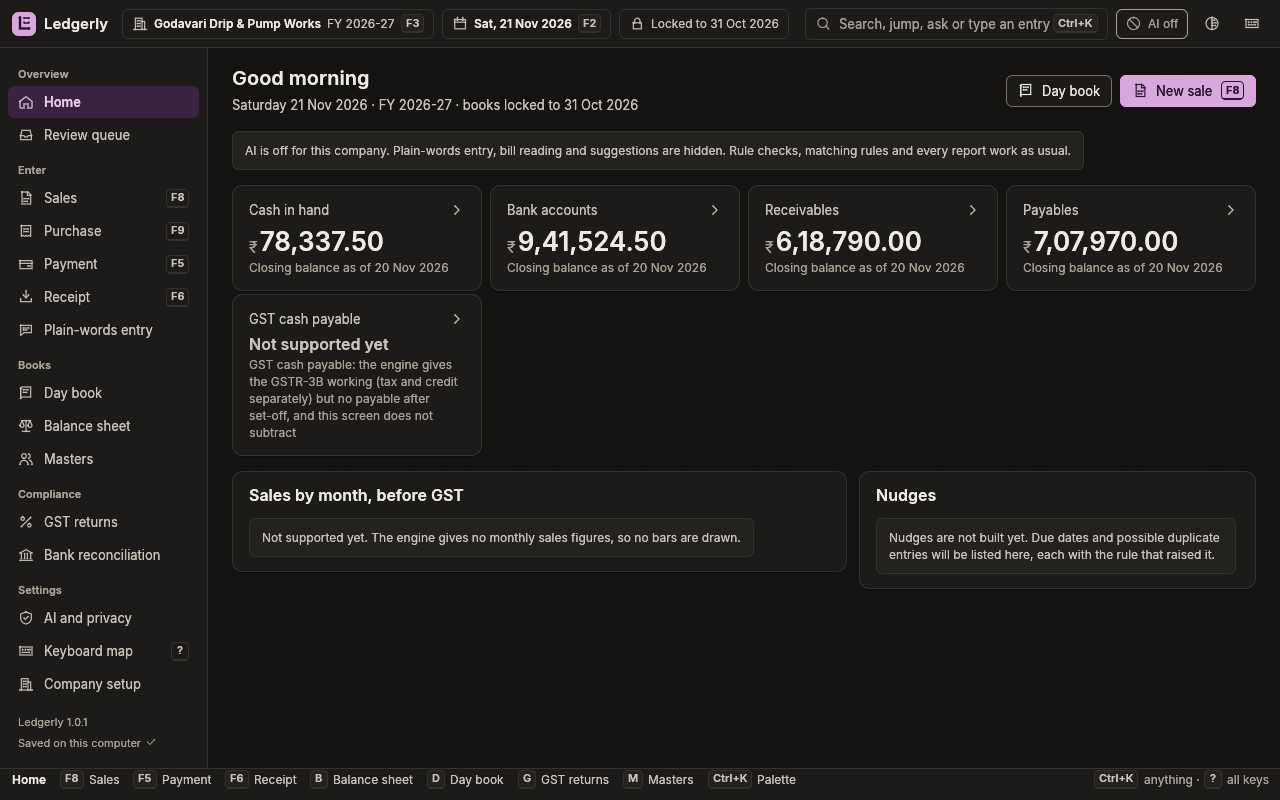 Ledgerly
Godavari Drip & Pump Works FY 2026-27 F3
Sat, 21 Nov 2026 F2
Locked to 31 Oct 2026
Search, jump, ask or type an entry Ctrl+K
AI off
Overview
Home
Review queue
Enter
Sales F8
Purchase F9
Payment F5
Receipt F6
Plain-words entry
Books
Day book
Balance sheet
Masters
Compliance
GST returns
Bank reconciliation
Settings
AI and privacy
Keyboard map ?
Company setup
Ledgerly 1.0.1
Saved on this computer
Good morning
Saturday 21 Nov 2026 · FY 2026-27 · books locked to 31 Oct 2026
Day book
New sale F8
AI is off for this company. Plain-words entry, bill reading and suggestions are hidden. Rule checks, matching rules and every report work as usual.
Cash in hand
₹78,337.50
Closing balance as of 20 Nov 2026
Bank accounts
₹9,41,524.50
Closing balance as of 20 Nov 2026
Receivables
₹6,18,790.00
Closing balance as of 20 Nov 2026
Payables
₹7,07,970.00
Closing balance as of 20 Nov 2026
GST cash payable
Not supported yet
GST cash payable: the engine gives
the GSTR-3B working (tax and credit
separately) but no payable after
set-off, and this screen does not
subtract
Sales by month, before GST
Not supported yet. The engine gives no monthly sales figures, so no bars are drawn.
Nudges
Nudges are not built yet. Due dates and possible duplicate
entries will be listed here, each with the rule that raised it.
Home F8 Sales F5 Payment F6 Receipt B Balance sheet D Day book G GST returns M Masters Ctrl+K Palette
Ctrl+K anything · ? all keys